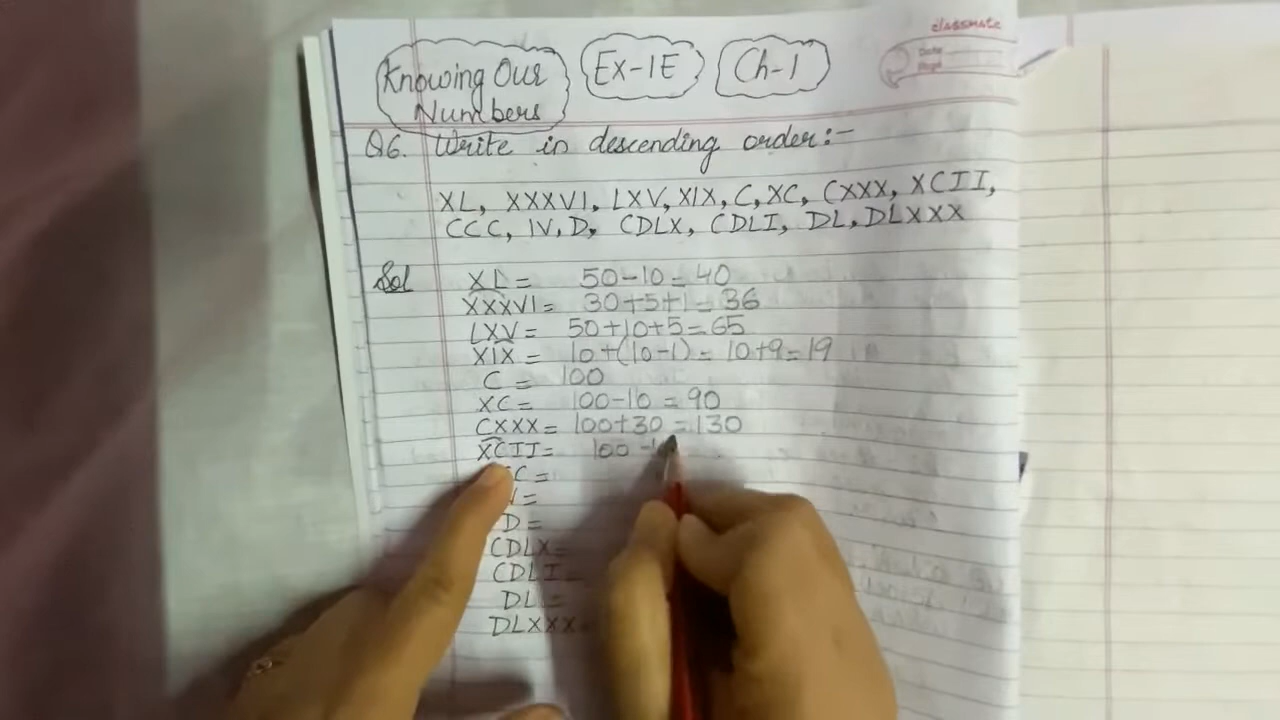 classmate
Date
Page
Knowing Our
Numbers
Ex-1E
Ch-1
Q6. Write in descending order:-
XL, XXXVI, LXV, XIX, C, XC, CXXX, XCII,
CCC, IV, D, CDLX, CDLI, DL, DLXXX
Sol XL = 50-10 = 40
XXXVI = 30+5+1 = 36
LXV = 50+10+5 = 65
XIX = 10+(10-1) = 10+9 = 19
C = 100
XC = 100-10 = 90
CXXX = 100+30 = 130
XCII = 100 -
C =
V =
D =
CDLX =
CDLI =
DL =
DLXXX